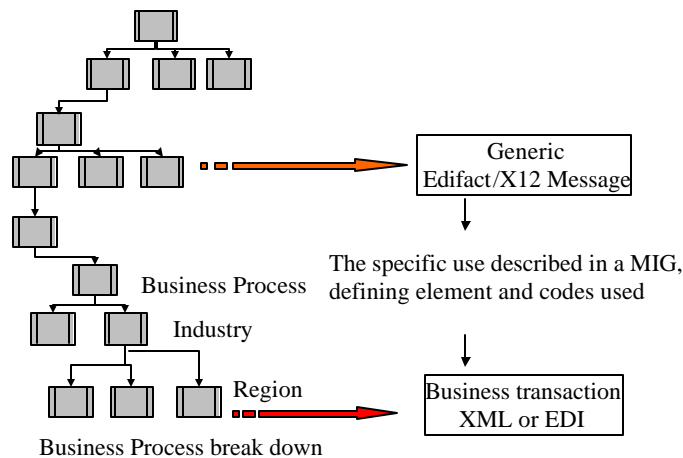 Generic
Edifact/X12 Message
The specific use described in a MIG,
defining element and codes used
Business Process
Industry
Region
Business transaction
XML or EDI
Business Process break down